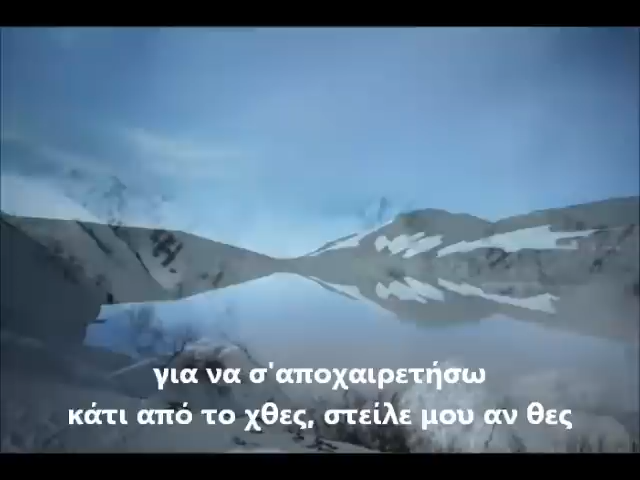 για να σ'αποχαιρετήσω
κάτι από το χθες, στείλε μου αν θες